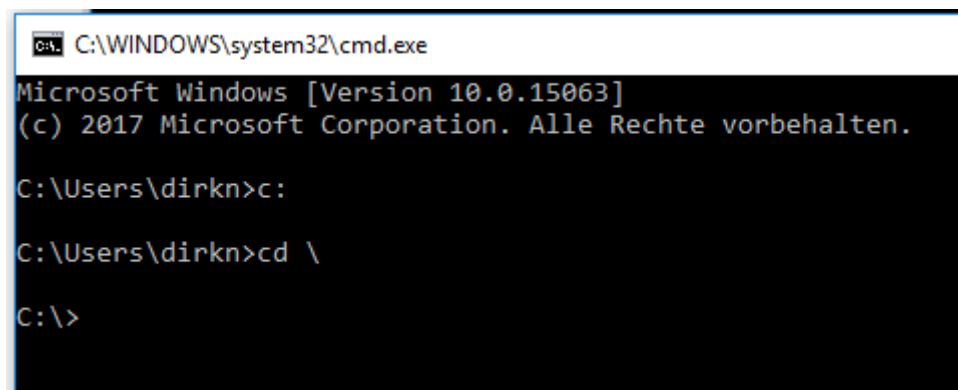 C:\WINDOWS\system32\cmd.exe
Microsoft Windows [Version 10.0.15063]
(c) 2017 Microsoft Corporation. Alle Rechte vorbehalten.
C:\Users\dirkn>c:
C:\Users\dirkn>cd \
C:\>